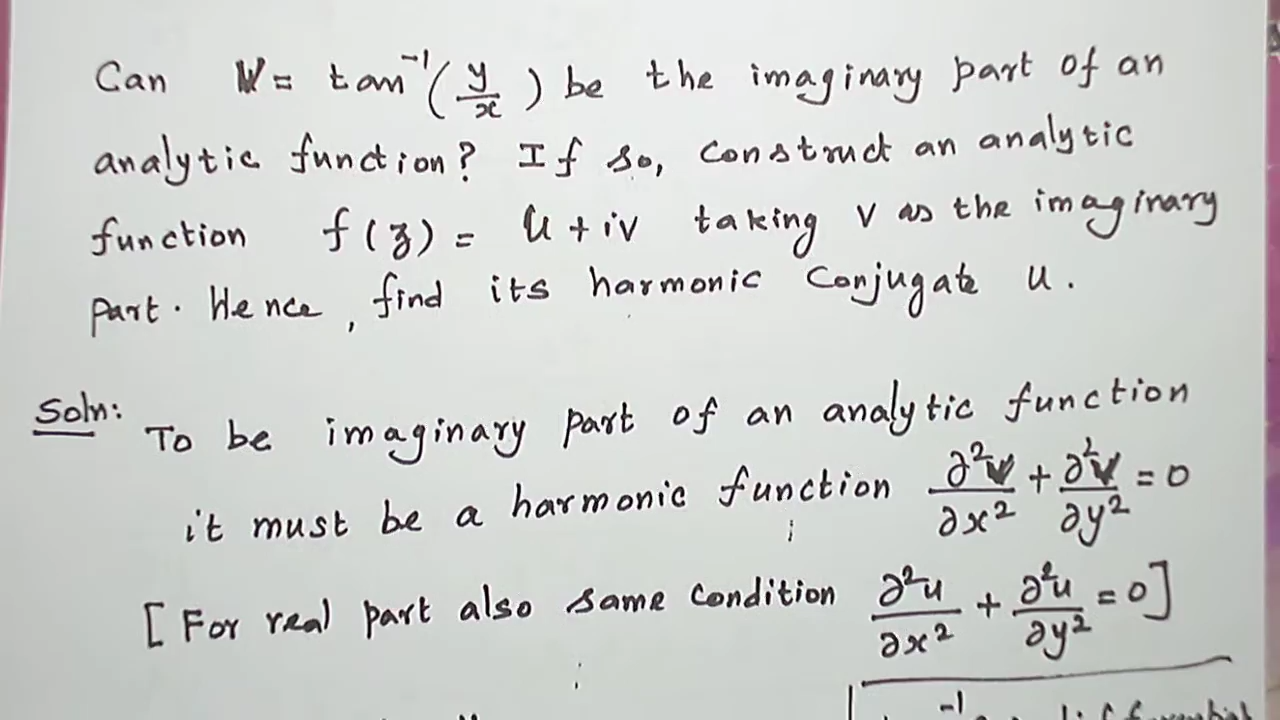 Can V = tan⁻¹(y/x) be the imaginary part of an
analytic function? If so, construct an analytic
function f(z) = u + iv taking v as the imaginary
part. Hence, find its harmonic conjugate u.
Soln: To be imaginary part of an analytic function
it must be a harmonic function ∂²v/∂x² + ∂²v/∂y² = 0
[For real part also same condition ∂²u/∂x² + ∂²u/∂y² = 0]